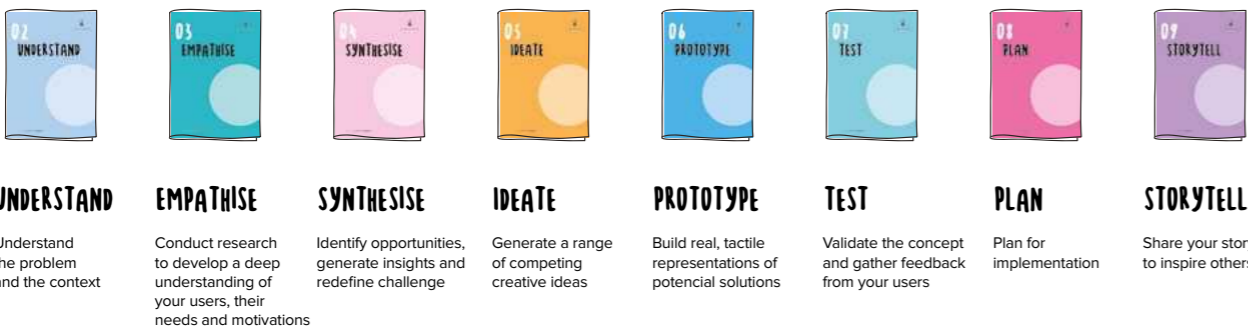 02
UNDERSTAND
03
EMPATHISE
04
SYNTHESISE
05
IDEATE
06
PROTOTYPE
07
TEST
08
PLAN
09
STORYTELL
UNDERSTAND
Understand
the problem
and the context
EMPATHISE
Conduct research
to develop a deep
understanding of
your users, their
needs and motivations
SYNTHESISE
Identify opportunities,
generate insights and
redefine challenge
IDEATE
Generate a range
of competing
creative ideas
PROTOTYPE
Build real, tactile
representations of
potencial solutions
TEST
Validate the concept
and gather feedback
from your users
PLAN
Plan for
implementation
STORYTELL
Share your stor
to inspire others